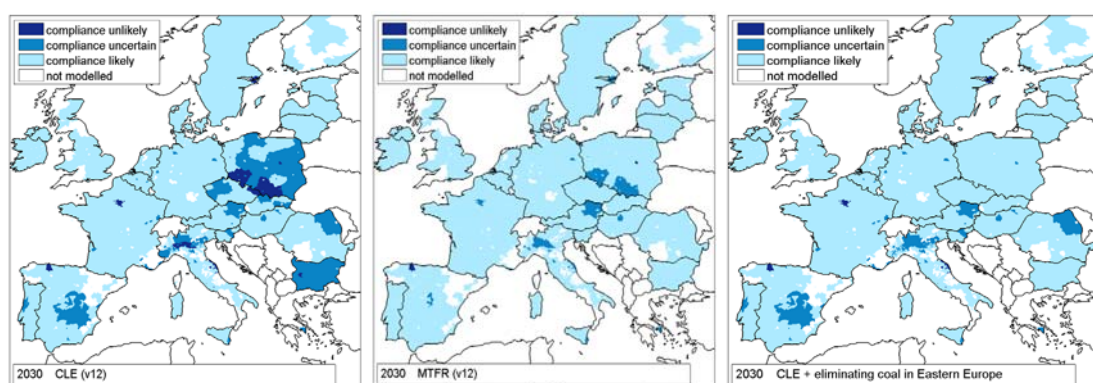 compliance unlikely
compliance uncertain
compliance likely
not modelled
2030 CLE (v12)
compliance unlikely
compliance uncertain
compliance likely
not modelled
2030 MTFR (v12)
compliance unlikely
compliance uncertain
compliance likely
not modelled
2030 CLE + eliminating coal in Eastern Europe